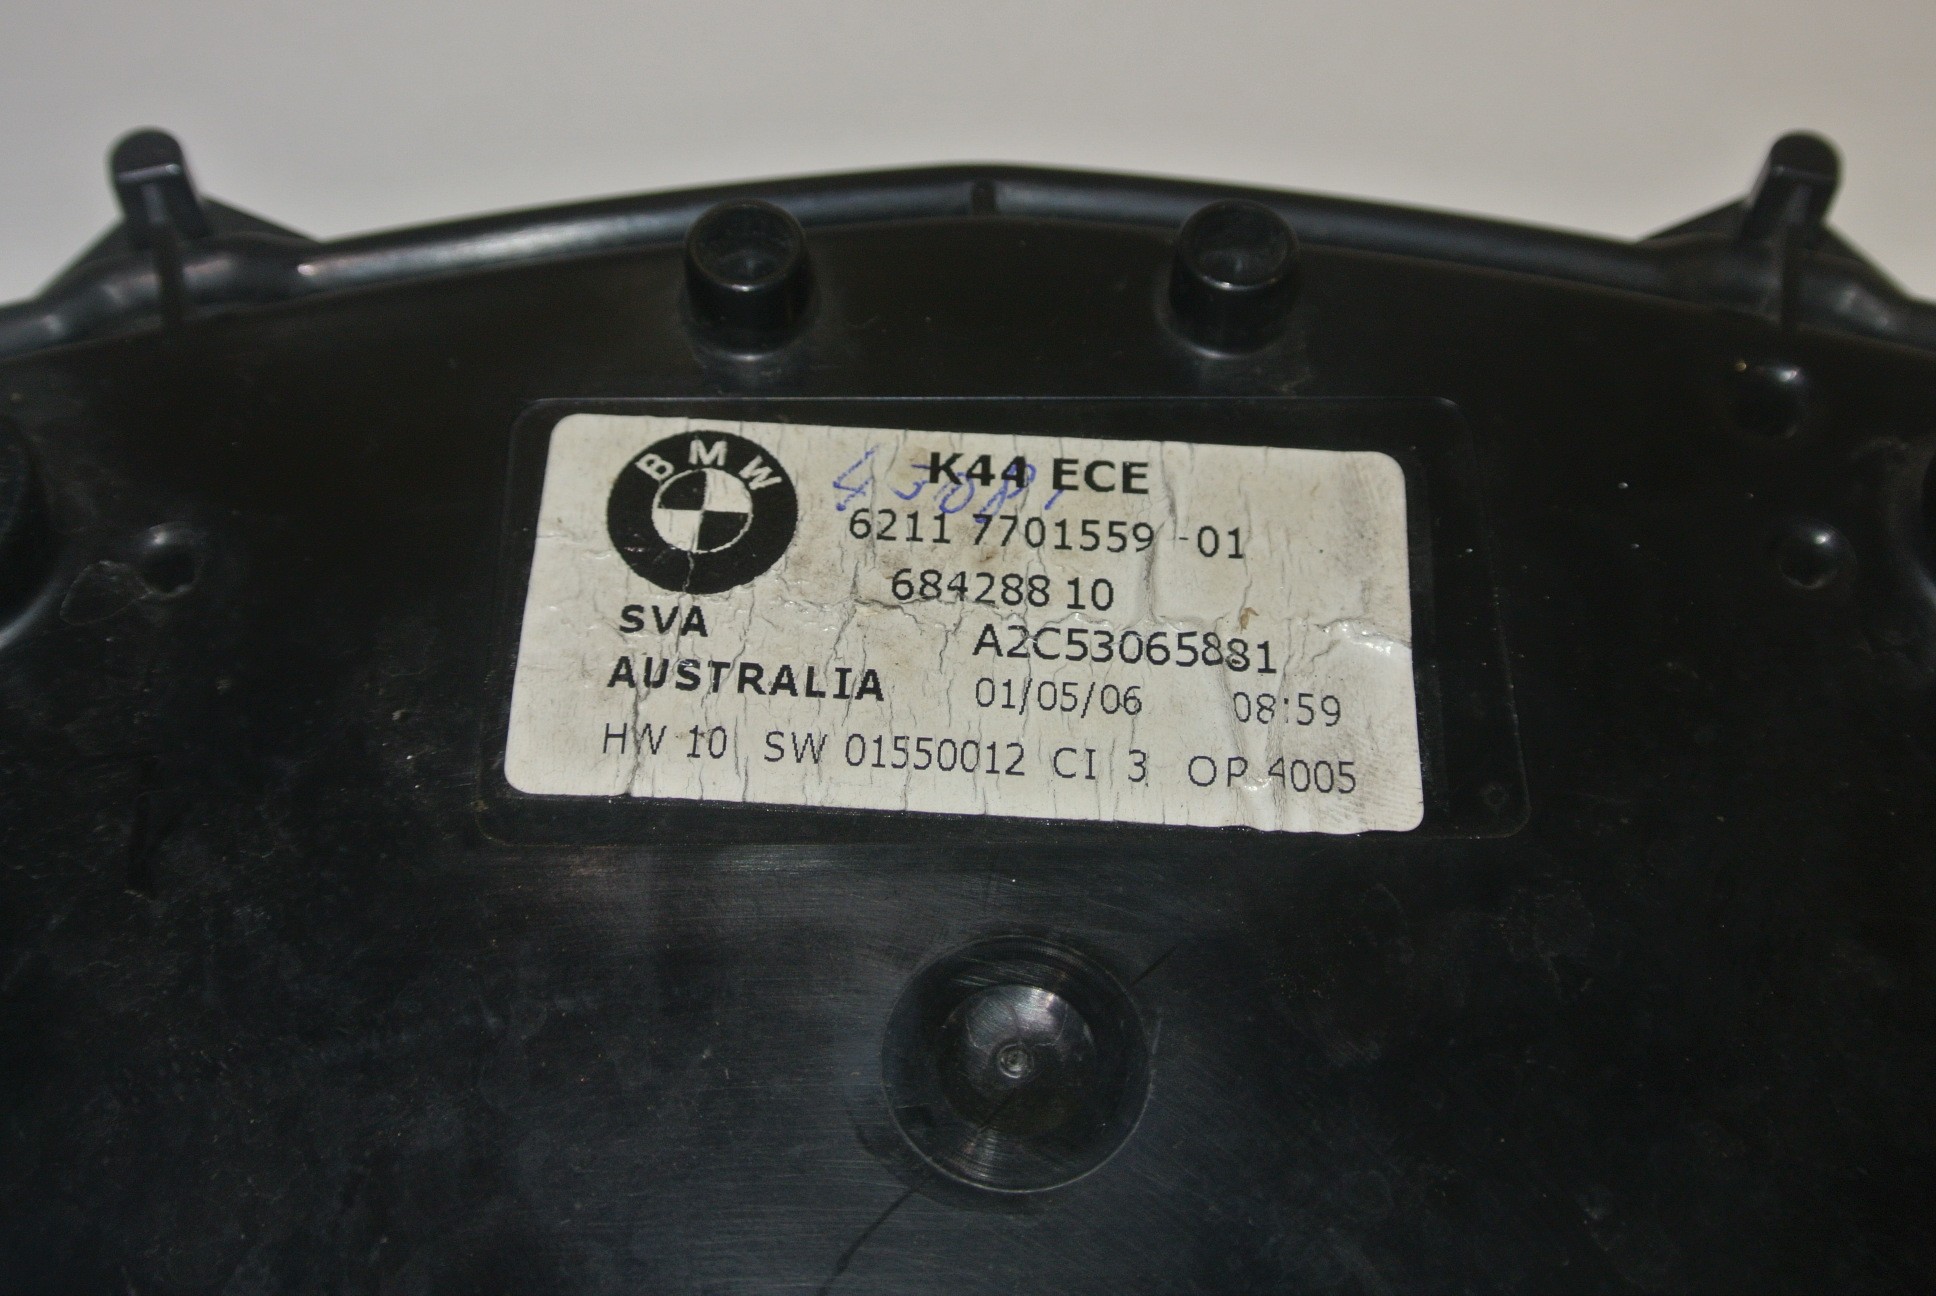 BMW
K44 ECE
6211 7701559 -01
684288 10
SVA
A2C53065881
AUSTRALIA
01/05/06 08:59
HW 10 SW 01550012 CI 3 OP 4005